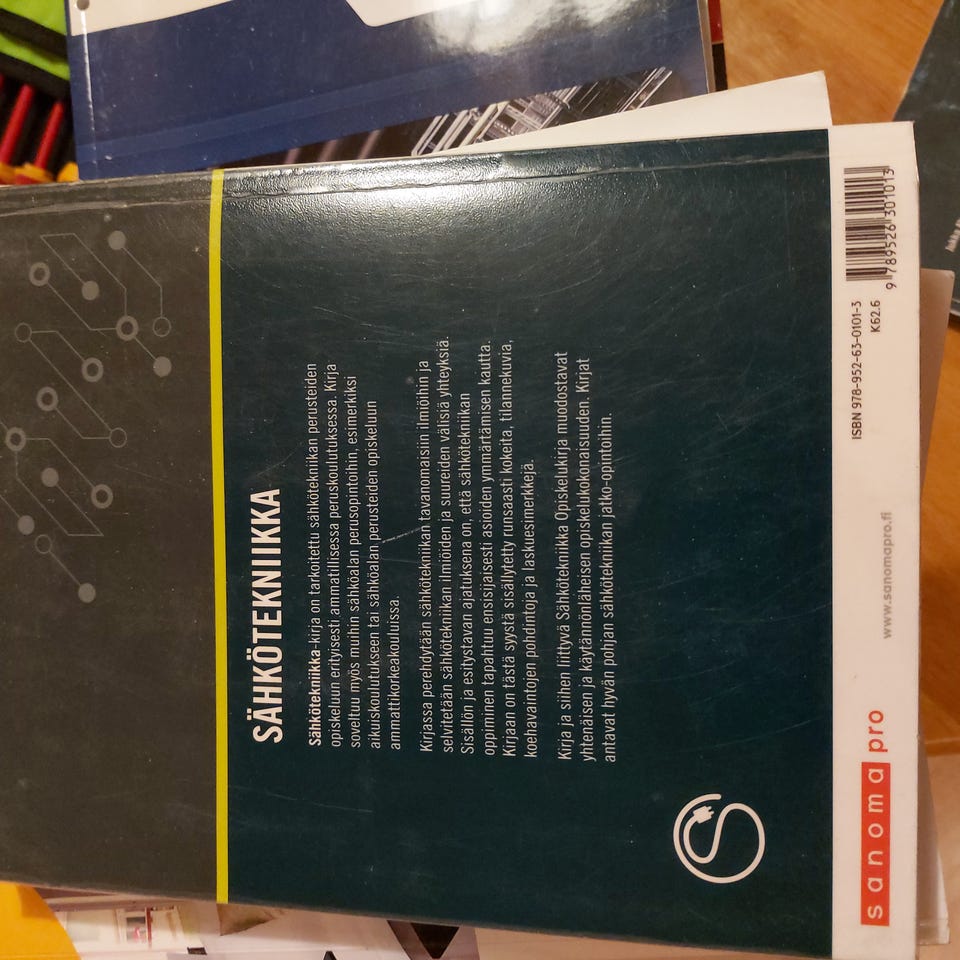 SÄHKÖTEKNIIKKA
Sähkötekniikka-kirja on tarkoitettu sähkötekniikan perusteiden
opiskeluun erityisesti ammatillisessa peruskoulutuksessa. Kirja
soveltuu myös muihin sähköalan perusopintoihin, esimerkiksi
aikuiskoulutukseen tai sähköalan perusteiden opiskeluun
ammattikorkeakouluissa.
Kirjassa perehdytään sähkötekniikan tavanomaisiin ilmiöihin ja
selvitetään sähkötekniikan ilmiöiden ja suureiden välisiä yhteyksiä.
Sisällön ja esitystavan ajatuksena on, että sähkötekniikan
oppiminen tapahtuu ensisijaisesti asioiden ymmärtämisen kautta.
Kirjaan on tästä syystä sisällytetty runsaasti kokeita, tilannekuvia,
koehavaintojen pohdintoja ja laskuesimerkkejä.
Kirja ja siihen liittyvä Sähkötekniikka Opiskelukirja muodostavat
yhtenäisen ja käytännönläheisen opiskelukokonaisuuden. Kirjat
antavat hyvän pohjan sähkötekniikan jatko-opintoihin.
sanoma pro
www.sanomapro.fi
ISBN 978-952-63-0101-3
K62.6
9 789526 301013